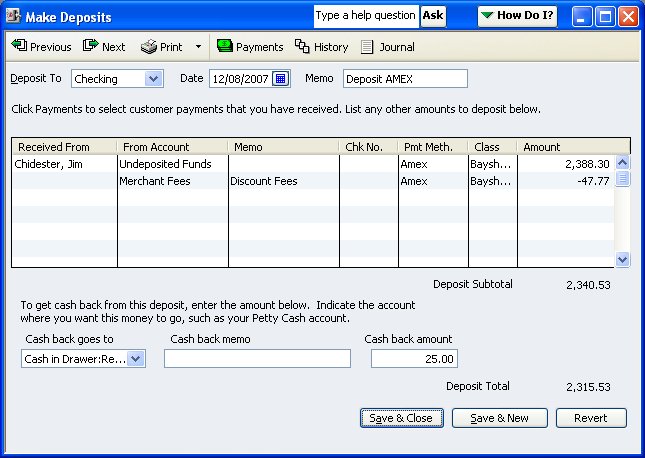 Make Deposits
Type a help question Ask How Do I?
Previous Next Print Payments History Journal
Deposit To Checking Date 12/08/2007 Memo Deposit AMEX
Click Payments to select customer payments that you have received. List any other amounts to deposit below.
Received From From Account Memo Chk No. Pmt Meth. Class Amount
Chidester, Jim Undeposited Funds Amex Baysh... 2,388.30
Merchant Fees Discount Fees Amex Baysh... -47.77
Deposit Subtotal 2,340.53
To get cash back from this deposit, enter the amount below. Indicate the account
where you want this money to go, such as your Petty Cash account.
Cash back goes to Cash back memo Cash back amount
Cash in Drawer:Re... 25.00
Deposit Total 2,315.53
Save & Close Save & New Revert